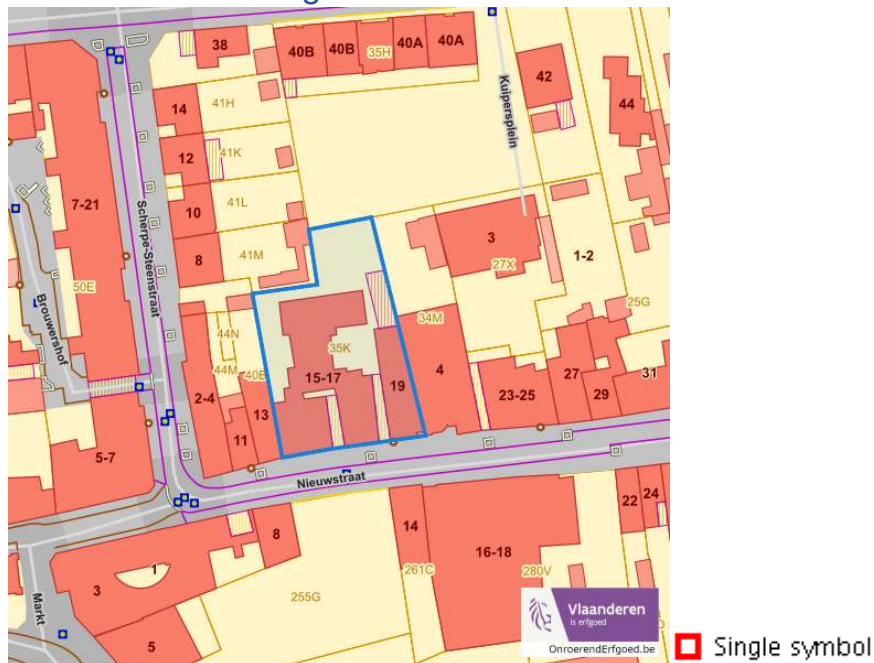 38
40B
40B
35H
40A
40A
Kuipersplein
42
44
14
41H
12
41K
10
41L
8
41M
7-21
50E
Scherpe-Steenstraat
Brouwershof
3
27X
1-2
25G
44N
44M
40E
2-4
11
13
15-17
35K
19
34M
4
23-25
27
29
31
5-7
Nieuwstraat
22
24
8
14
16-18
261C
280V
1
3
5
255G
Markt
Vlaanderen
is erfgoed
OnroerendErfgoed.be
Single symbol